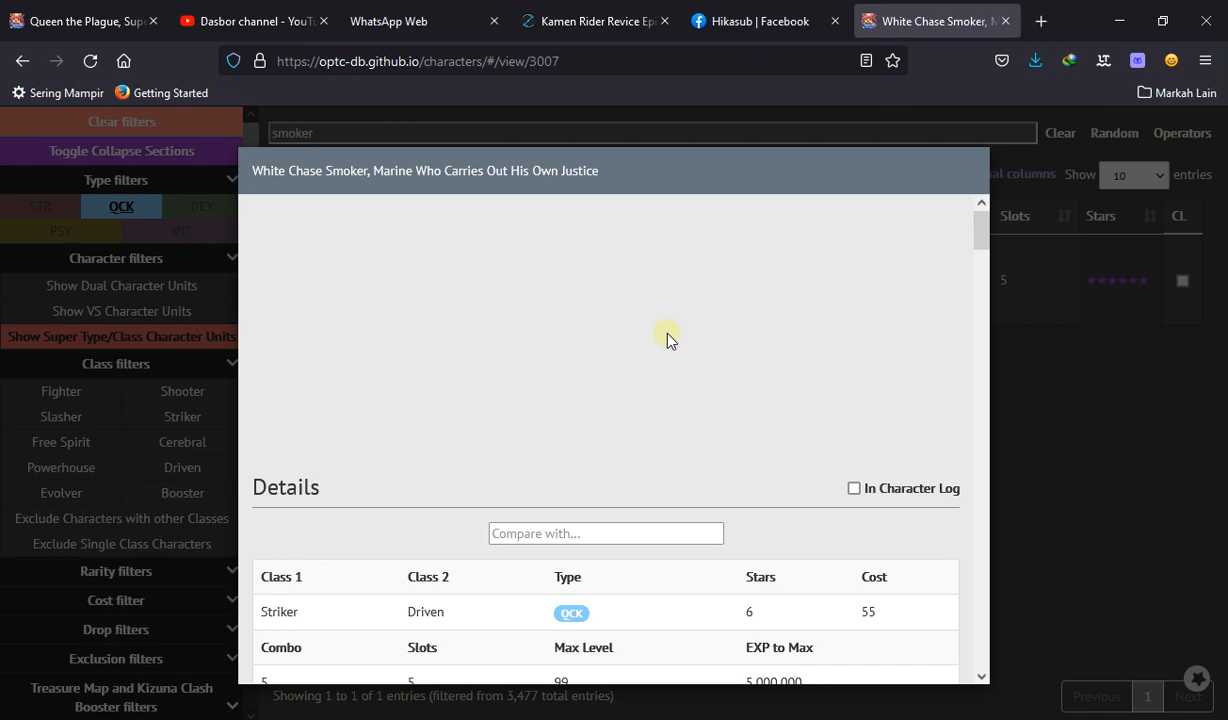 Queen the Plague, Supe
Dasbor channel - YouTu
WhatsApp Web
Kamen Rider Revice Epi
Hikasub | Facebook
White Chase Smoker, M
https://optc-db.github.io/characters/#/view/3007
Sering Mampir
Getting Started
Markah Lain
Clear filters
smoker
Clear
Random
Operators
Toggle Collapse Sections
White Chase Smoker, Marine Who Carries Out His Own Justice
nal columns
Show
10
entries
Type filters
STR
QCK
DEX
PSY
INT
Slots
Stars
CL
Character filters
Show Dual Character Units
5
Show VS Character Units
Show Super Type/Class Character Units
Class filters
Fighter
Shooter
Slasher
Striker
Free Spirit
Cerebral
Powerhouse
Driven
Evolver
Booster
Exclude Characters with other Classes
Exclude Single Class Characters
Rarity filters
Cost filter
Drop filters
Exclusion filters
Treasure Map and Kizuna Clash
Booster filters
Details
In Character Log
Compare with...
Class 1
Class 2
Type
Stars
Cost
Striker
Driven
QCK
6
55
Combo
Slots
Max Level
EXP to Max
5
5
99
5,000,000
Showing 1 to 1 of 1 entries (filtered from 3,477 total entries)
Previous
1
Next